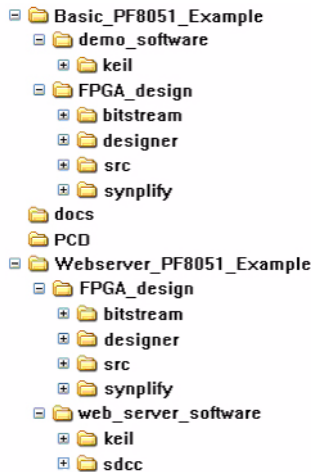 Basic_PF8051_Example
demo_software
keil
FPGA_design
bitstream
designer
src
synplify
docs
PCD
Webserver_PF8051_Example
FPGA_design
bitstream
designer
src
synplify
web_server_software
keil
sdcc